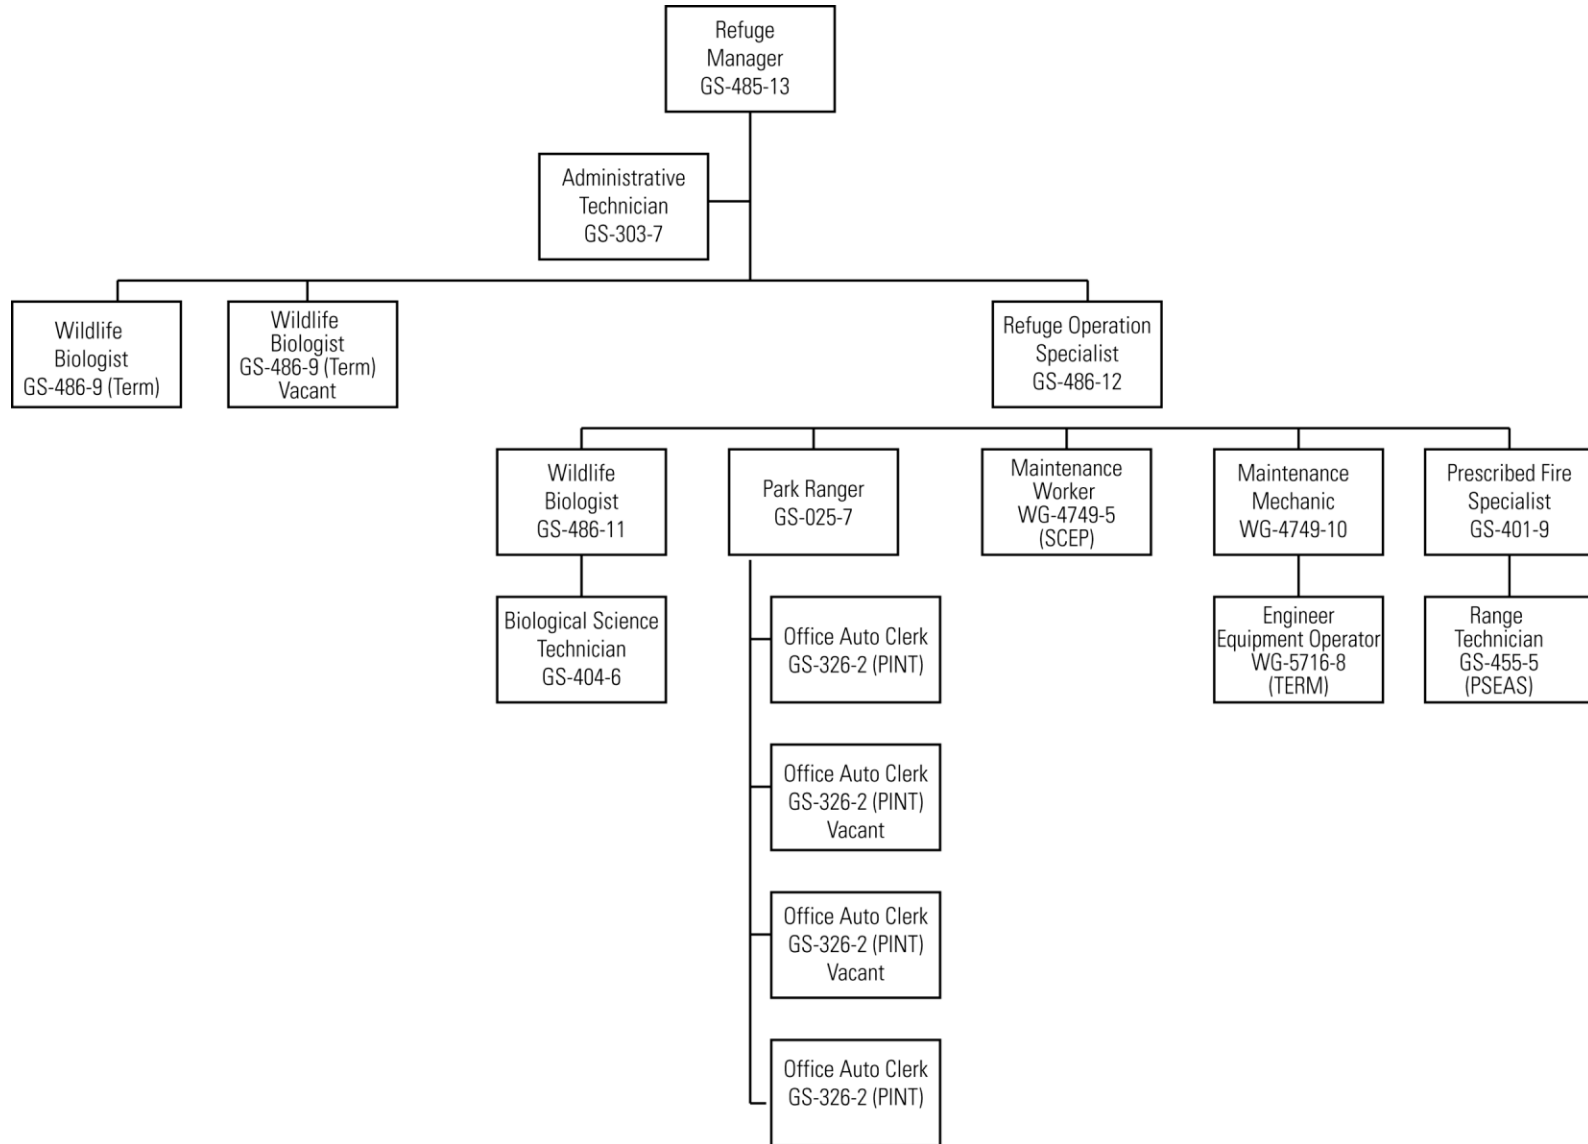 Refuge
Manager
GS-485-13
Administrative
Technician
GS-303-7
Wildlife
Biologist
GS-486-9 (Term)
Wildlife
Biologist
GS-486-9 (Term)
Vacant
Refuge Operation
Specialist
GS-486-12
Wildlife
Biologist
GS-486-11
Park Ranger
GS-025-7
Maintenance
Worker
WG-4749-5
(SCEP)
Maintenance
Mechanic
WG-4749-10
Prescribed Fire
Specialist
GS-401-9
Biological Science
Technician
GS-404-6
Office Auto Clerk
GS-326-2 (PINT)
Engineer
Equipment Operator
WG-5716-8
(TERM)
Range
Technician
GS-455-5
(PSEAS)
Office Auto Clerk
GS-326-2 (PINT)
Vacant
Office Auto Clerk
GS-326-2 (PINT)
Vacant
Office Auto Clerk
GS-326-2 (PINT)